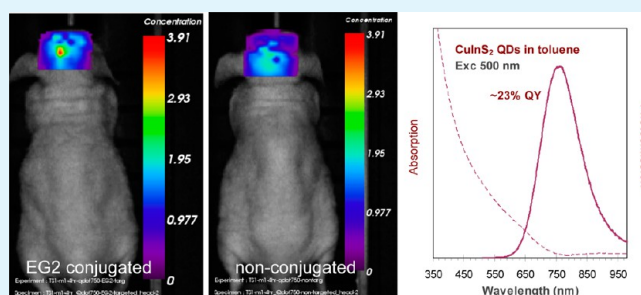 Concentration
3.91
2.93
1.95
0.977
0
EG2 conjugated
Concentration
3.91
2.93
1.95
0.977
0
non-conjugated
CuInS2 QDs in toluene
Exc 500 nm
~23% QY
Absorption
350 450 550 650 750 850 950
Wavelength (nm)